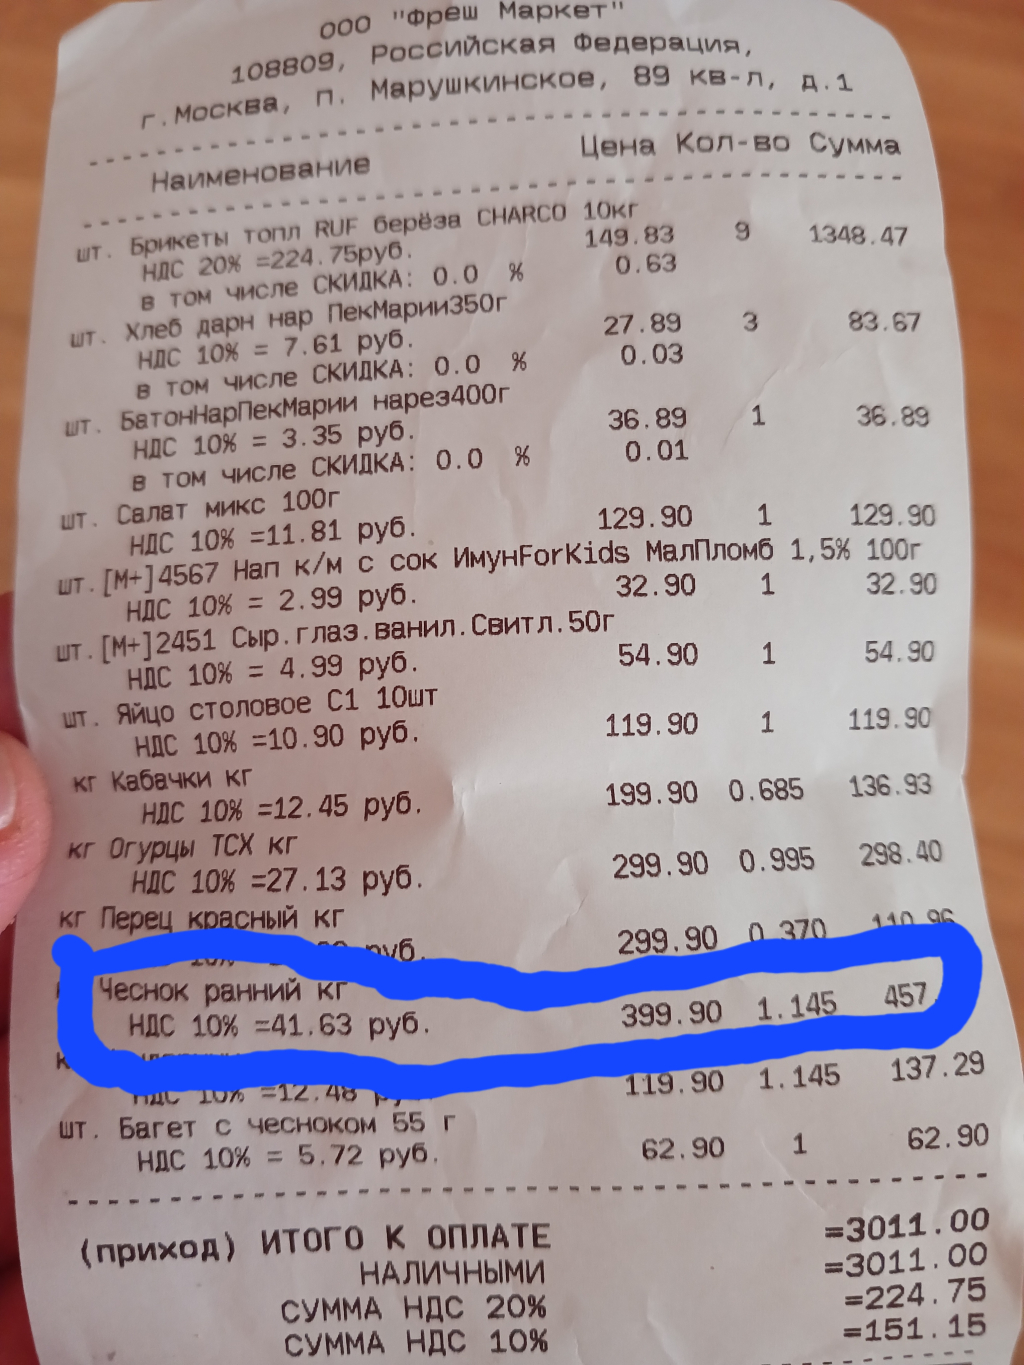 ООО "Фреш Маркет"
108809, Российская Федерация,
г.Москва, п. Марушкинское, 89 кв-л, д.1
Наименование Цена Кол-во Сумма
шт. Брикеты топл RUF берёза CHARCO 10кг
НДС 20% =224.75руб. 149.83 9 1348.47
в том числе СКИДКА: 0.0 % 0.63
шт. Хлеб дарн нар ПекМарии350г
НДС 10% = 7.61 руб. 27.89 3 83.67
в том числе СКИДКА: 0.0 % 0.03
шт. БатонНарПекМарии нарез400г
НДС 10% = 3.35 руб. 36.89 1 36.89
в том числе СКИДКА: 0.0 % 0.01
шт. Салат микс 100г
НДС 10% =11.81 руб. 129.90 1 129.90
шт.[М+]4567 Нап к/м с сок ИмунForKids МалПломб 1,5% 100г
НДС 10% = 2.99 руб. 32.90 1 32.90
шт.[М+]2451 Сыр.глаз.ванил.Свитл.50г
НДС 10% = 4.99 руб. 54.90 1 54.90
шт. Яйцо столовое С1 10шт
НДС 10% =10.90 руб. 119.90 1 119.90
кг Кабачки кг
НДС 10% =12.45 руб. 199.90 0.685 136.93
кг Огурцы ТСХ кг
НДС 10% =27.13 руб. 299.90 0.995 298.40
кг Перец красный кг
10% руб. 299.90 0.370 110.96
Чеснок ранний кг
НДС 10% =41.63 руб. 399.90 1.145 457
НДС 10% =12.48 119.90 1.145 137.29
шт. Багет с чесноком 55 г
НДС 10% = 5.72 руб. 62.90 1 62.90
(приход) ИТОГО К ОПЛАТЕ =3011.00
НАЛИЧНЫМИ =3011.00
СУММА НДС 20% =224.75
СУММА НДС 10% =151.15